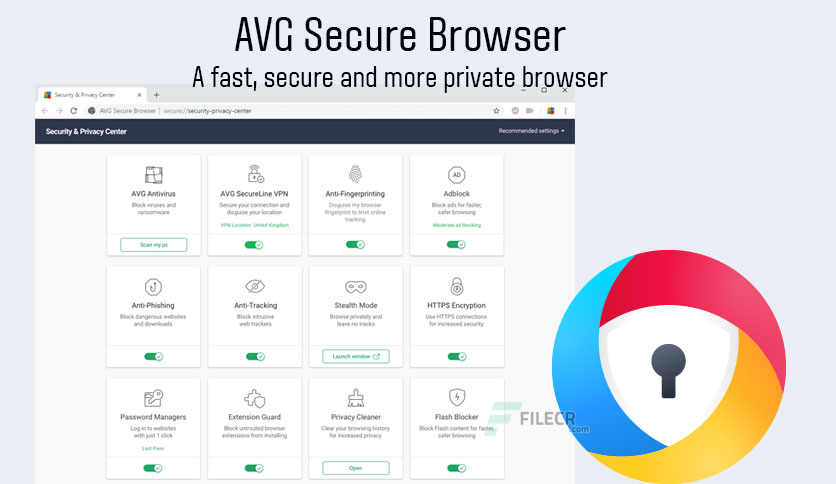 AVG Secure Browser
A fast, secure and more private browser
Security & Privacy Center
AVG Secure Browser
secure://security-privacy-center
Security & Privacy Center
Recommended settings
AVG Antivirus
Block viruses and
ransomware
Scan my pc
AVG SecureLine VPN
Secure your connection and
disguise your location
VPN Location: United Kingdom
Anti-Fingerprinting
Disguise my browser
fingerprint to limit online
tracking
AD
Adblock
Block ads for faster,
safer browsing
Moderate ad blocking
Anti-Phishing
Block dangerous websites
and downloads
Anti-Tracking
Block intrusive
web trackers
Stealth Mode
Browse privately and
leave no tracks
Launch window
HTTPS Encryption
Use HTTPS connections
for increased security
Password Managers
Log in to websites
with just 1 click
Last Pass
Extension Guard
Block untrusted browser
extensions from installing
Privacy Cleaner
Clear your browsing history
for increased privacy
Open
Flash Blocker
Block Flash content for faster,
safer browsing
FILECR
.com